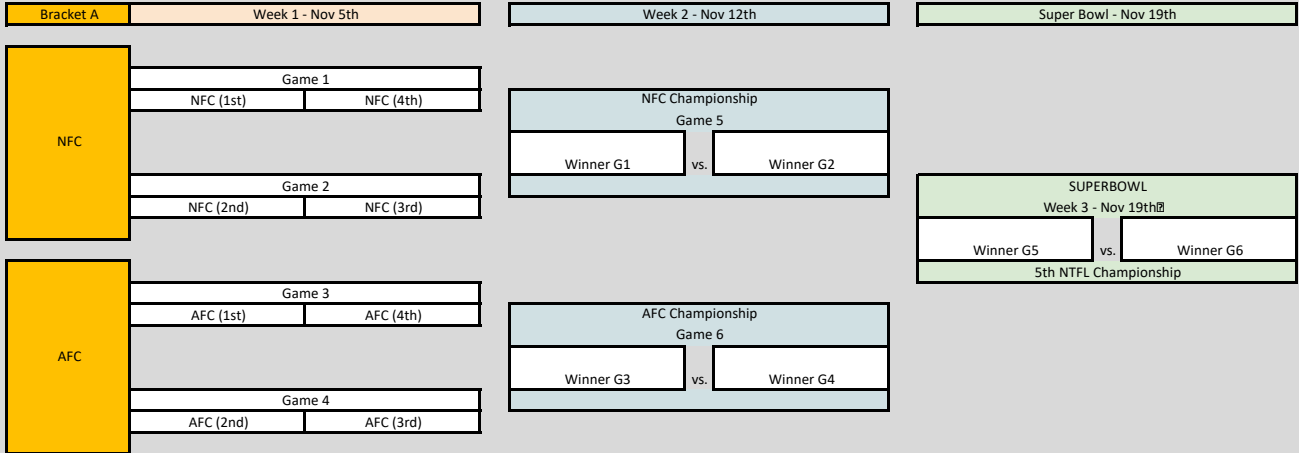 Bracket A
Week 1 - Nov 5th
Week 2 - Nov 12th
Super Bowl - Nov 19th
NFC
Game 1
NFC (1st)
NFC (4th)
Game 2
NFC (2nd)
NFC (3rd)
NFC Championship
Game 5
Winner G1
vs.
Winner G2
AFC
Game 3
AFC (1st)
AFC (4th)
Game 4
AFC (2nd)
AFC (3rd)
AFC Championship
Game 6
Winner G3
vs.
Winner G4
SUPERBOWL
Week 3 - Nov 19th
Winner G5
vs.
Winner G6
5th NTFL Championship